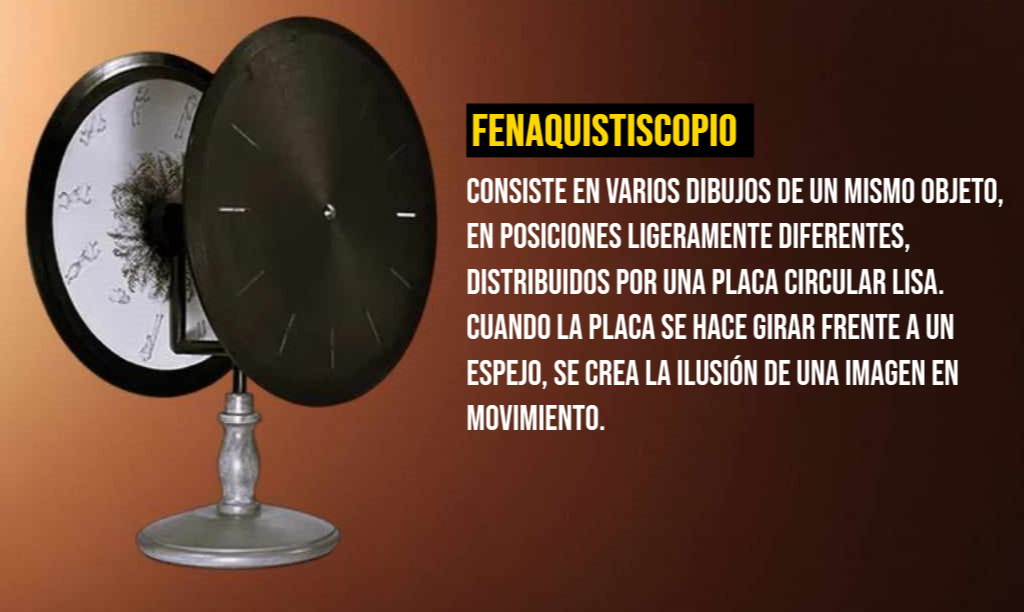 FENAQUISTISCOPIO
CONSISTE EN VARIOS DIBUJOS DE UN MISMO OBJETO,
EN POSICIONES LIGERAMENTE DIFERENTES,
DISTRIBUIDOS POR UNA PLACA CIRCULAR LISA.
CUANDO LA PLACA SE HACE GIRAR FRENTE A UN
ESPEJO, SE CREA LA ILUSIÓN DE UNA IMAGEN EN
MOVIMIENTO.